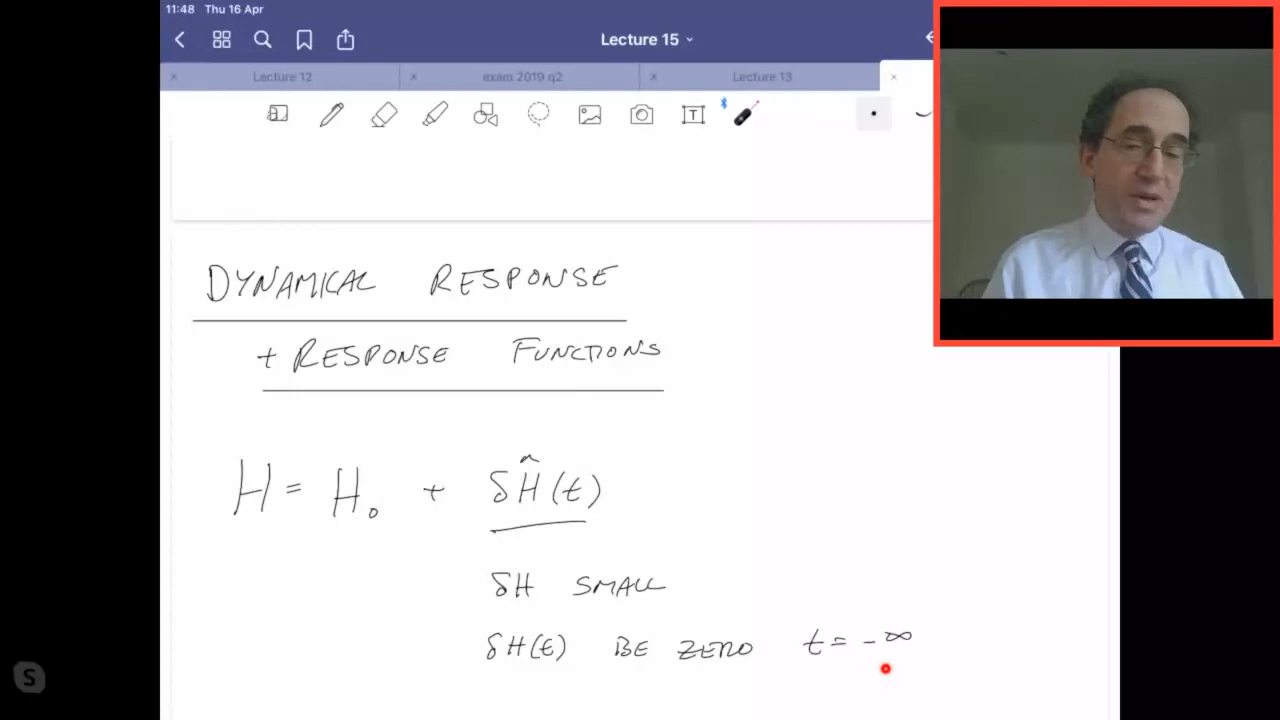 11:48 Thu 16 Apr
Lecture 15
Lecture 12 exam 2019 q2 Lecture 13
T
DYNAMICAL RESPONSE
+ RESPONSE FUNCTIONS
H = H₀ + δĤ(t)
δH SMALL
δH(t) BE ZERO t = -∞